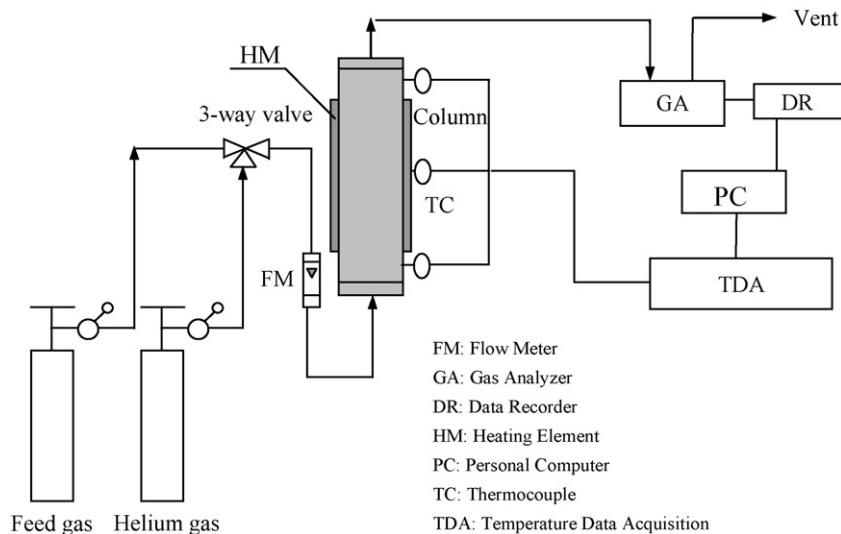 Vent
HM
GA
DR
3-way valve
Column
PC
TC
FM
TDA
FM: Flow Meter
GA: Gas Analyzer
DR: Data Recorder
HM: Heating Element
PC: Personal Computer
TC: Thermocouple
TDA: Temperature Data Acquisition
Feed gas
Helium gas